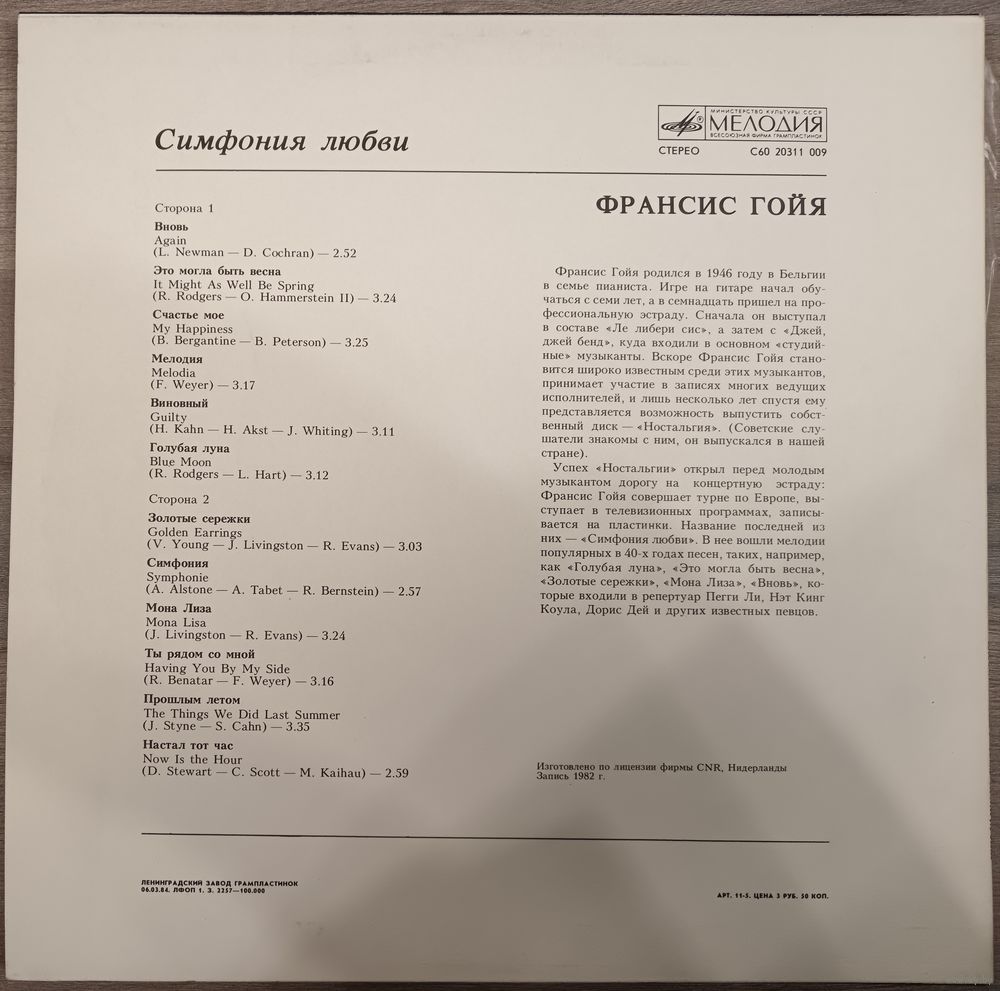 Симфония любви
МИНИСТЕРСТВО КУЛЬТУРЫ СССР
МЕЛОДИЯ
ВСЕСОЮЗНАЯ ФИРМА ГРАМПЛАСТИНОК
СТЕРЕО С60 20311 009
ФРАНСИС ГОЙЯ
Сторона 1
Вновь
Again
(L. Newman — D. Cochran) — 2.52
Это могла быть весна
It Might As Well Be Spring
(R. Rodgers — O. Hammerstein II) — 3.24
Счастье мое
My Happiness
(B. Bergantine — B. Peterson) — 3.25
Мелодия
Melodia
(F. Weyer) — 3.17
Виновный
Guilty
(H. Kahn — H. Akst — J. Whiting) — 3.11
Голубая луна
Blue Moon
(R. Rodgers — L. Hart) — 3.12
Сторона 2
Золотые сережки
Golden Earrings
(V. Young — J. Livingston — R. Evans) — 3.03
Симфония
Symphonie
(A. Alstone — A. Tabet — R. Bernstein) — 2.57
Мона Лиза
Mona Lisa
(J. Livingston — R. Evans) — 3.24
Ты рядом со мной
Having You By My Side
(R. Benatar — F. Weyer) — 3.16
Прошлым летом
The Things We Did Last Summer
(J. Styne — S. Cahn) — 3.35
Настал тот час
Now Is the Hour
(D. Stewart — C. Scott — M. Kaihau) — 2.59
Франсис Гойя родился в 1946 году в Бельгии
в семье пианиста. Игре на гитаре начал обу-
чаться с семи лет, а в семнадцать пришел на про-
фессиональную эстраду. Сначала он выступал
в составе «Ле либери сис», а затем с «Джей,
джей бенд», куда входили в основном «студий-
ные» музыканты. Вскоре Франсис Гойя стано-
вится широко известным среди этих музыкантов,
принимает участие в записях многих ведущих
исполнителей, и лишь несколько лет спустя ему
представляется возможность выпустить собст-
венный диск — «Ностальгия». (Советские слу-
шатели знакомы с ним, он выпускался в нашей
стране).
Успех «Ностальгии» открыл перед молодым
музыкантом дорогу на концертную эстраду:
Франсис Гойя совершает турне по Европе, вы-
ступает в телевизионных программах, записы-
вается на пластинки. Название последней из
них — «Симфония любви». В нее вошли мелодии
популярных в 40-х годах песен, таких, например,
как «Голубая луна», «Это могла быть весна»,
«Золотые сережки», «Мона Лиза», «Вновь», ко-
торые входили в репертуар Пегги Ли, Нэт Кинг
Коула, Дорис Дей и других известных певцов.
Изготовлено по лицензии фирмы CNR, Нидерланды
Запись 1982 г.
ЛЕНИНГРАДСКИЙ ЗАВОД ГРАМПЛАСТИНОК
06.03.84. ЛФОП 1. З. 2257—100.000
АРТ. 11-5. ЦЕНА 3 РУБ. 50 КОП.